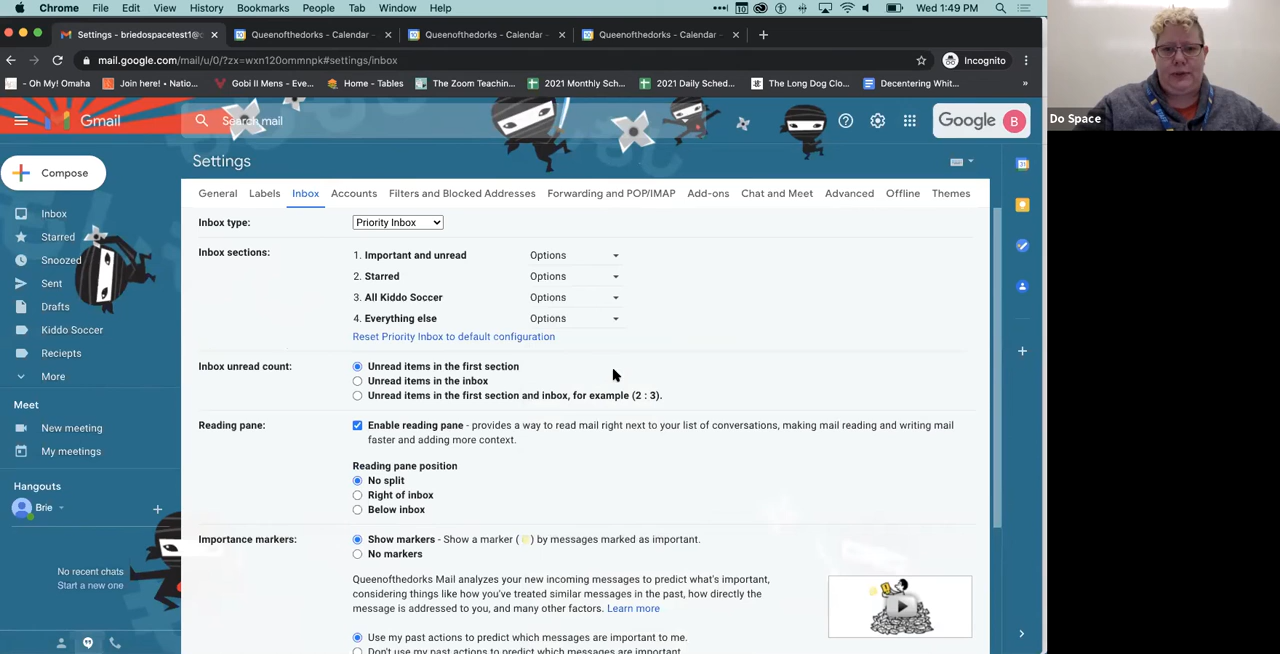 Chrome File Edit View History Bookmarks People Tab Window Help Wed 1:49 PM
Settings - briedospacetest1@c Queenofthedorks - Calendar - Queenofthedorks - Calendar - Queenofthedorks - Calendar -
mail.google.com/mail/u/0/?zx=wxn120ommnpk#settings/inbox Incognito
- Oh My! Omaha Join here! • Natio... Gobi II Mens - Eve... Home - Tables The Zoom Teachin... 2021 Monthly Sch... 2021 Daily Sched... The Long Dog Clo... Decentering Whit... »
Gmail Search mail Google B
Do Space
Settings
Compose
General Labels Inbox Accounts Filters and Blocked Addresses Forwarding and POP/IMAP Add-ons Chat and Meet Advanced Offline Themes
Inbox
Starred
Snoozed
Sent
Drafts
Kiddo Soccer
Reciepts
More
Meet
New meeting
My meetings
Hangouts
Brie
No recent chats
Start a new one
Inbox type: Priority Inbox
Inbox sections: 1. Important and unread Options
2. Starred Options
3. All Kiddo Soccer Options
4. Everything else Options
Reset Priority Inbox to default configuration
Inbox unread count: Unread items in the first section
Unread items in the inbox
Unread items in the first section and inbox, for example (2 : 3).
Reading pane: Enable reading pane - provides a way to read mail right next to your list of conversations, making mail reading and writing mail
faster and adding more context.
Reading pane position
No split
Right of inbox
Below inbox
Importance markers: Show markers - Show a marker ( ) by messages marked as important.
No markers
Queenofthedorks Mail analyzes your new incoming messages to predict what's important,
considering things like how you've treated similar messages in the past, how directly the
message is addressed to you, and many other factors. Learn more
Use my past actions to predict which messages are important to me.
Don't use my past actions to predict which messages are important.